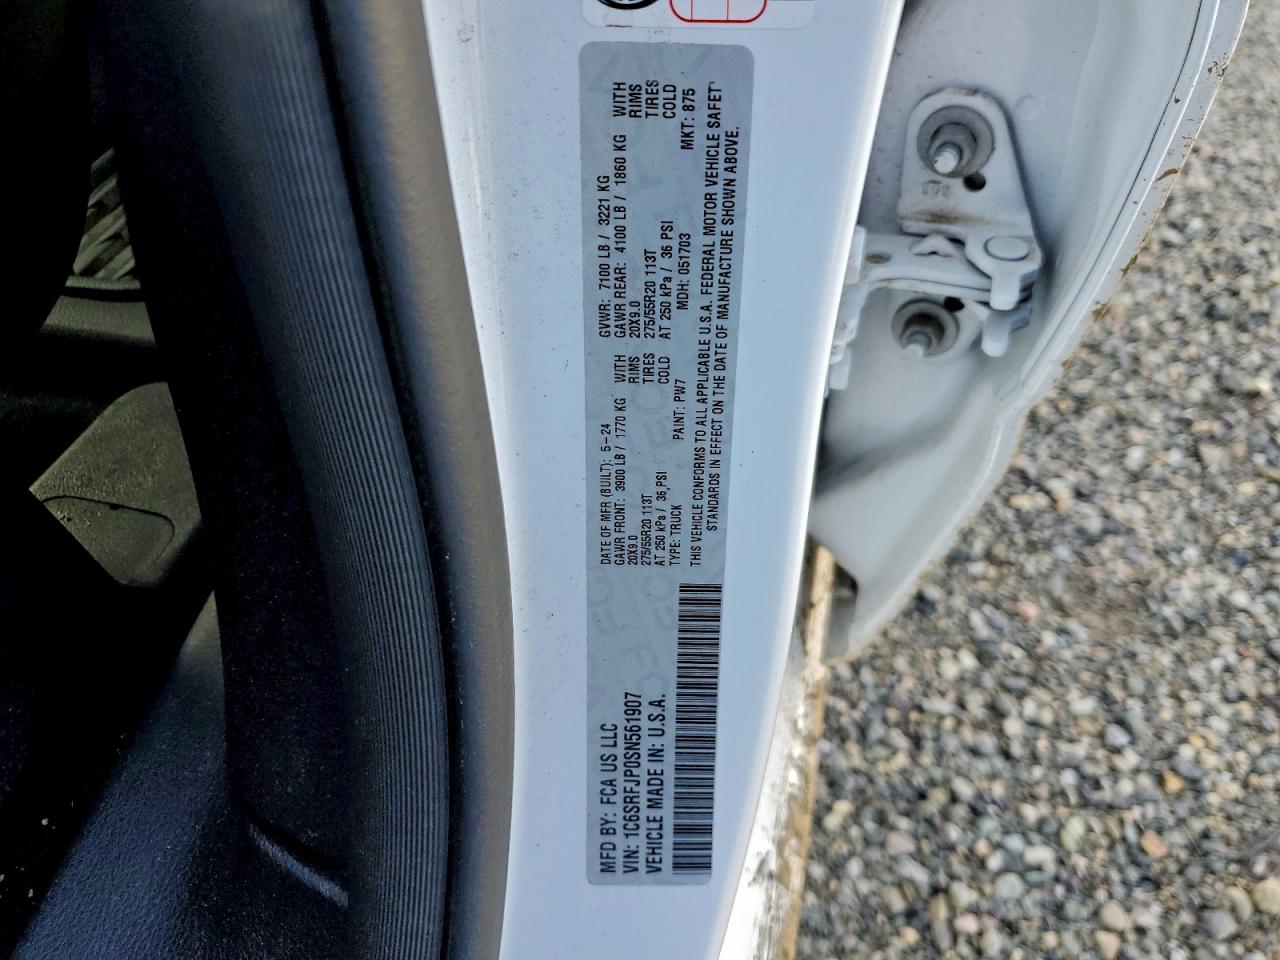 MFD BY: FCA US LLC
VIN: 1C6SRFJP0SN561907
VEHICLE MADE IN: U.S.A.
DATE OF MFR (BUILT): 5-24 GVWR: 7100 LB / 3221 KG
GAWR FRONT: 3900 LB / 1770 KG WITH GAWR REAR: 4100 LB / 1860 KG WITH
20X9.0 RIMS 20X9.0 RIMS
275/55R20 113T TIRES 275/55R20 113T TIRES
AT 250 kPa / 36 PSI COLD AT 250 kPa / 36 PSI COLD
TYPE: TRUCK PAINT: PW7 MDH: 051703 MKT: 875
THIS VEHICLE CONFORMS TO ALL APPLICABLE U.S.A. FEDERAL MOTOR VEHICLE SAFETY
STANDARDS IN EFFECT ON THE DATE OF MANUFACTURE SHOWN ABOVE.